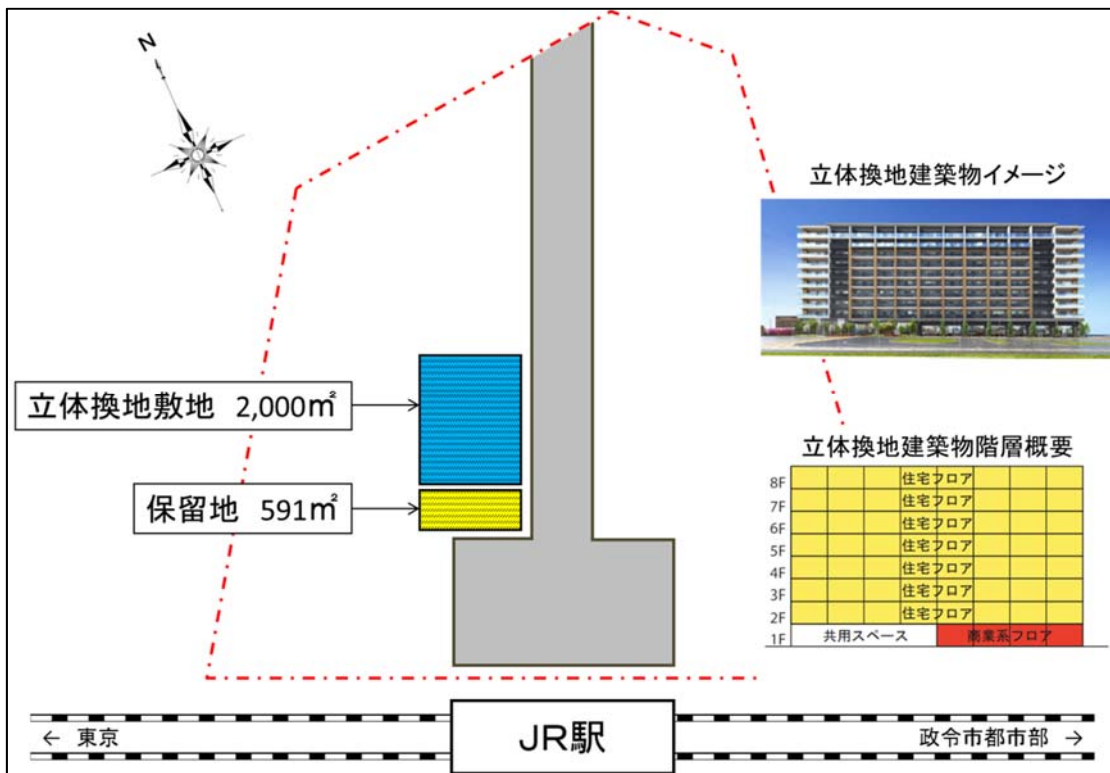 N
立体換地建築物イメージ
立体換地敷地 2,000㎡
保留地 591㎡
立体換地建築物階層概要
8F 住宅フロア
7F 住宅フロア
6F 住宅フロア
5F 住宅フロア
4F 住宅フロア
3F 住宅フロア
2F 住宅フロア
1F 共用スペース 商業系フロア
JR駅
← 東京
政令市都市部 →